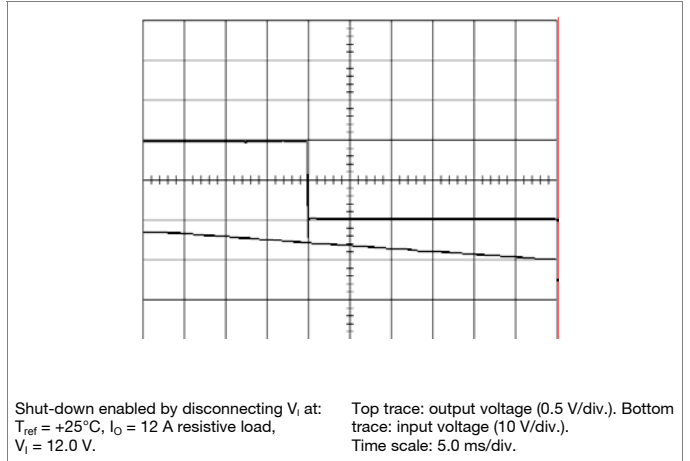 Shut-down enabled by disconnecting VI at:
Tref = +25°C, IO = 12 A resistive load,
VI = 12.0 V.
Top trace: output voltage (0.5 V/div.). Bottom
trace: input voltage (10 V/div.).
Time scale: 5.0 ms/div.